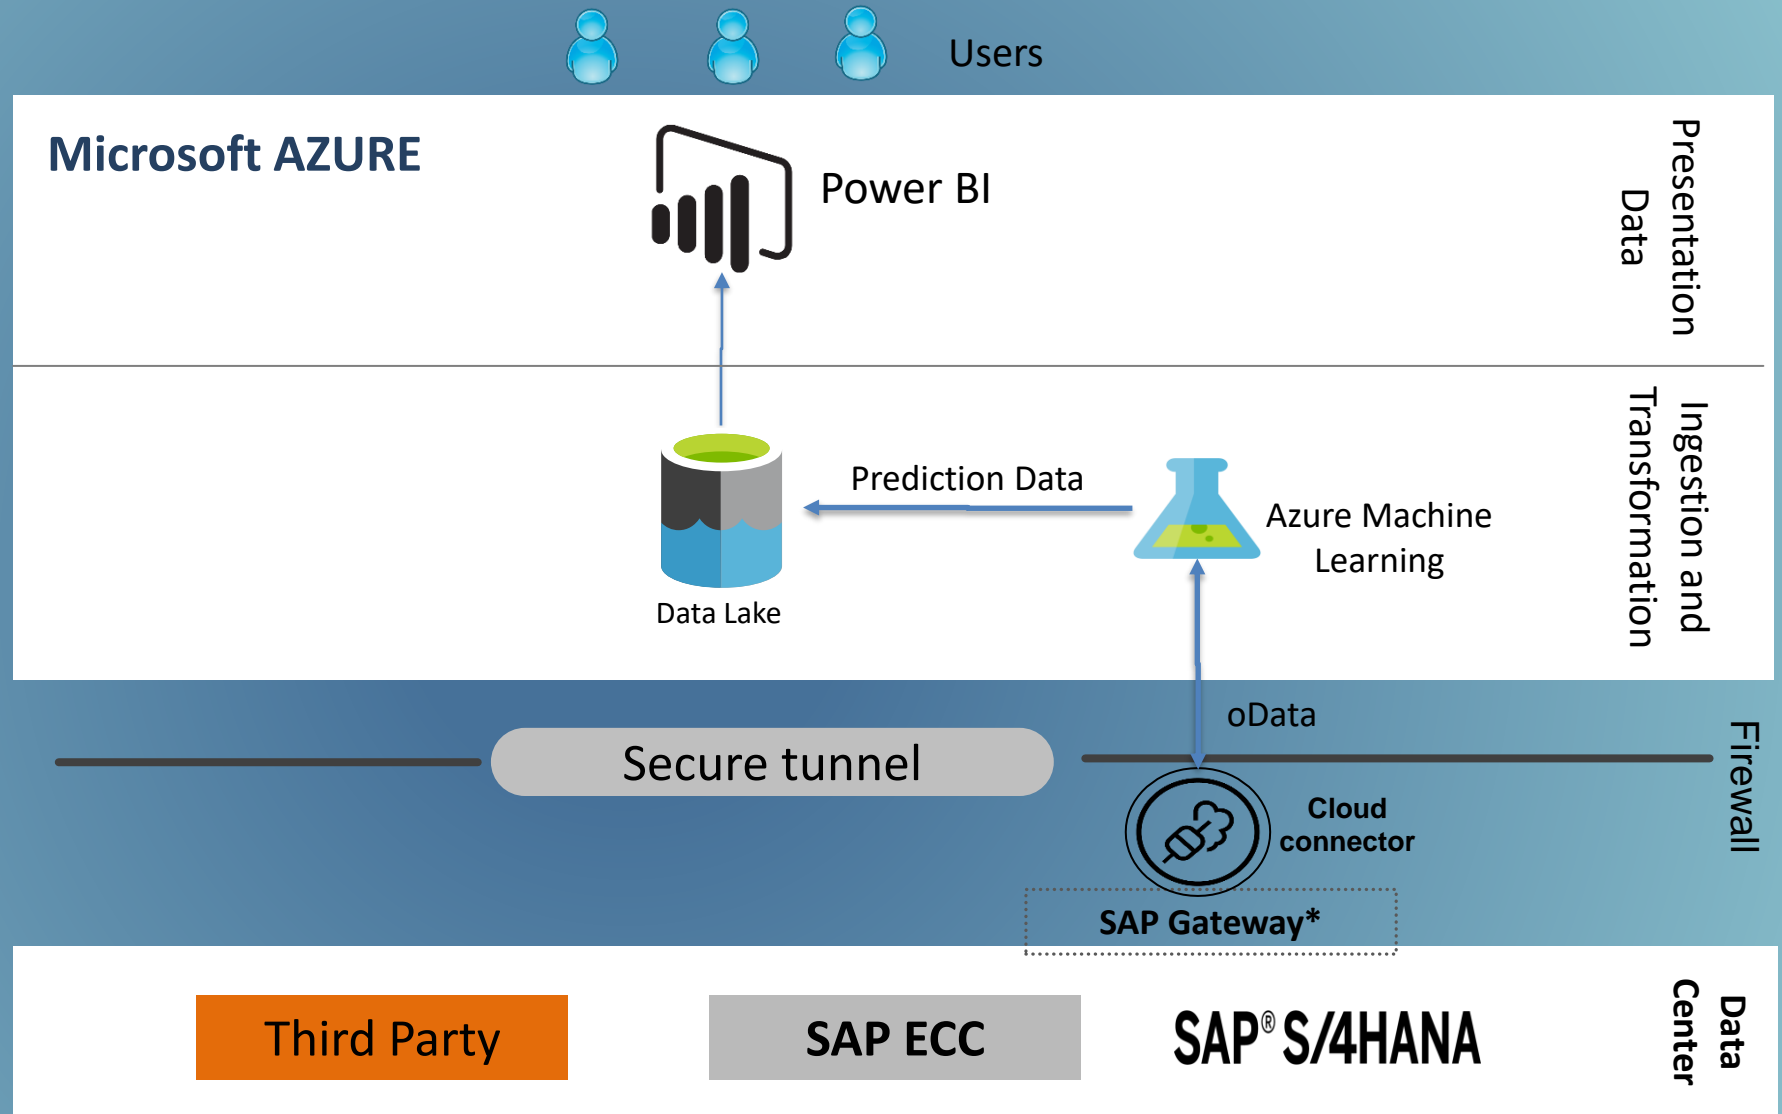 Users
Microsoft AZURE
Power BI
Presentation
Data
Prediction Data
Azure Machine
Learning
Data Lake
Ingestion and
Transformation
oData
Secure tunnel
Firewall
Cloud
connector
SAP Gateway*
Third Party
SAP ECC
SAP® S/4HANA
Data
Center